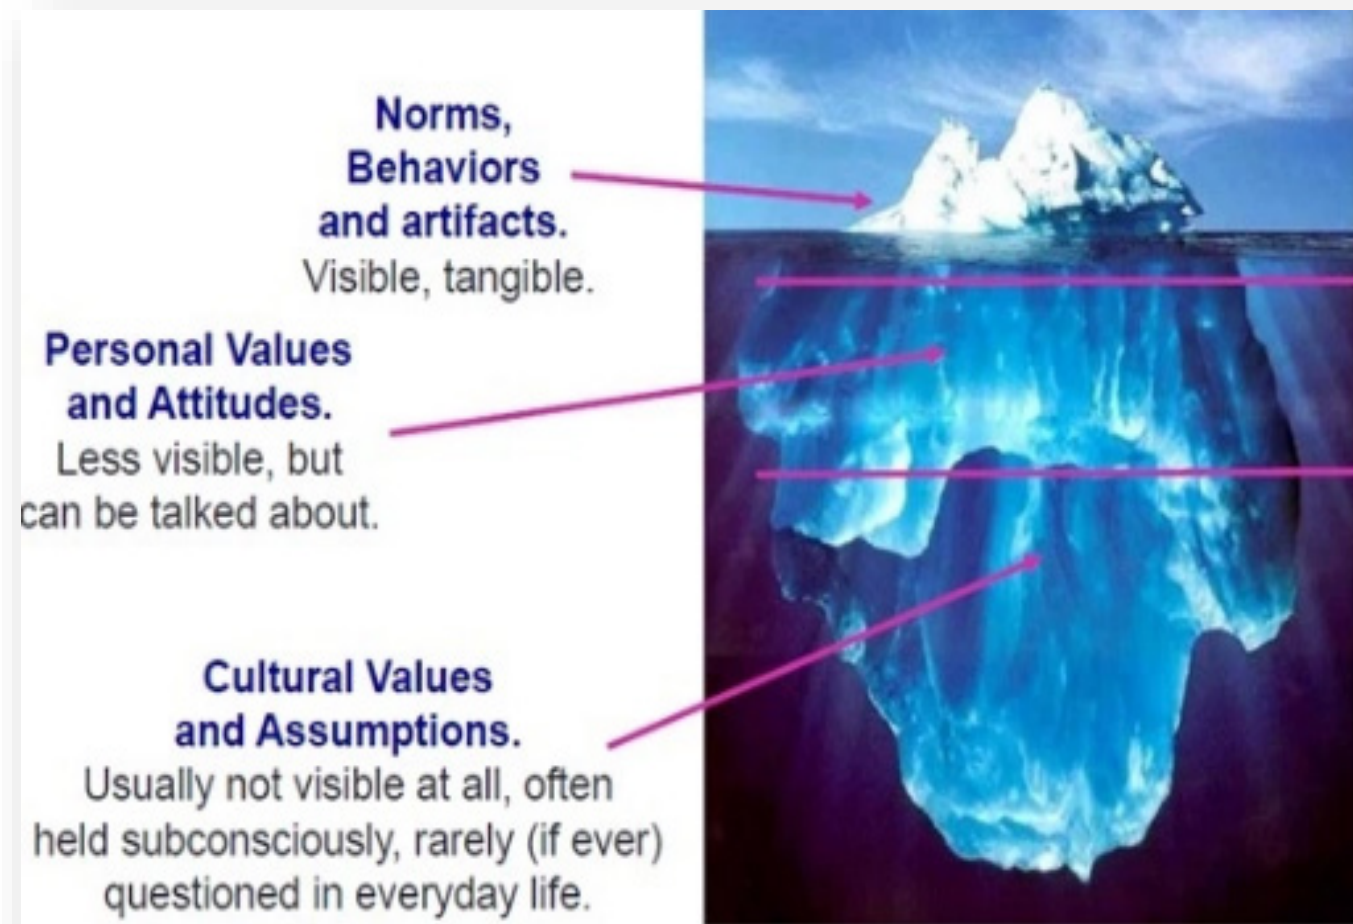 Norms,
Behaviors
and artifacts.
Visible, tangible.
Personal Values
and Attitudes.
Less visible, but
can be talked about.
Cultural Values
and Assumptions.
Usually not visible at all, often
held subconsciously, rarely (if ever)
questioned in everyday life.